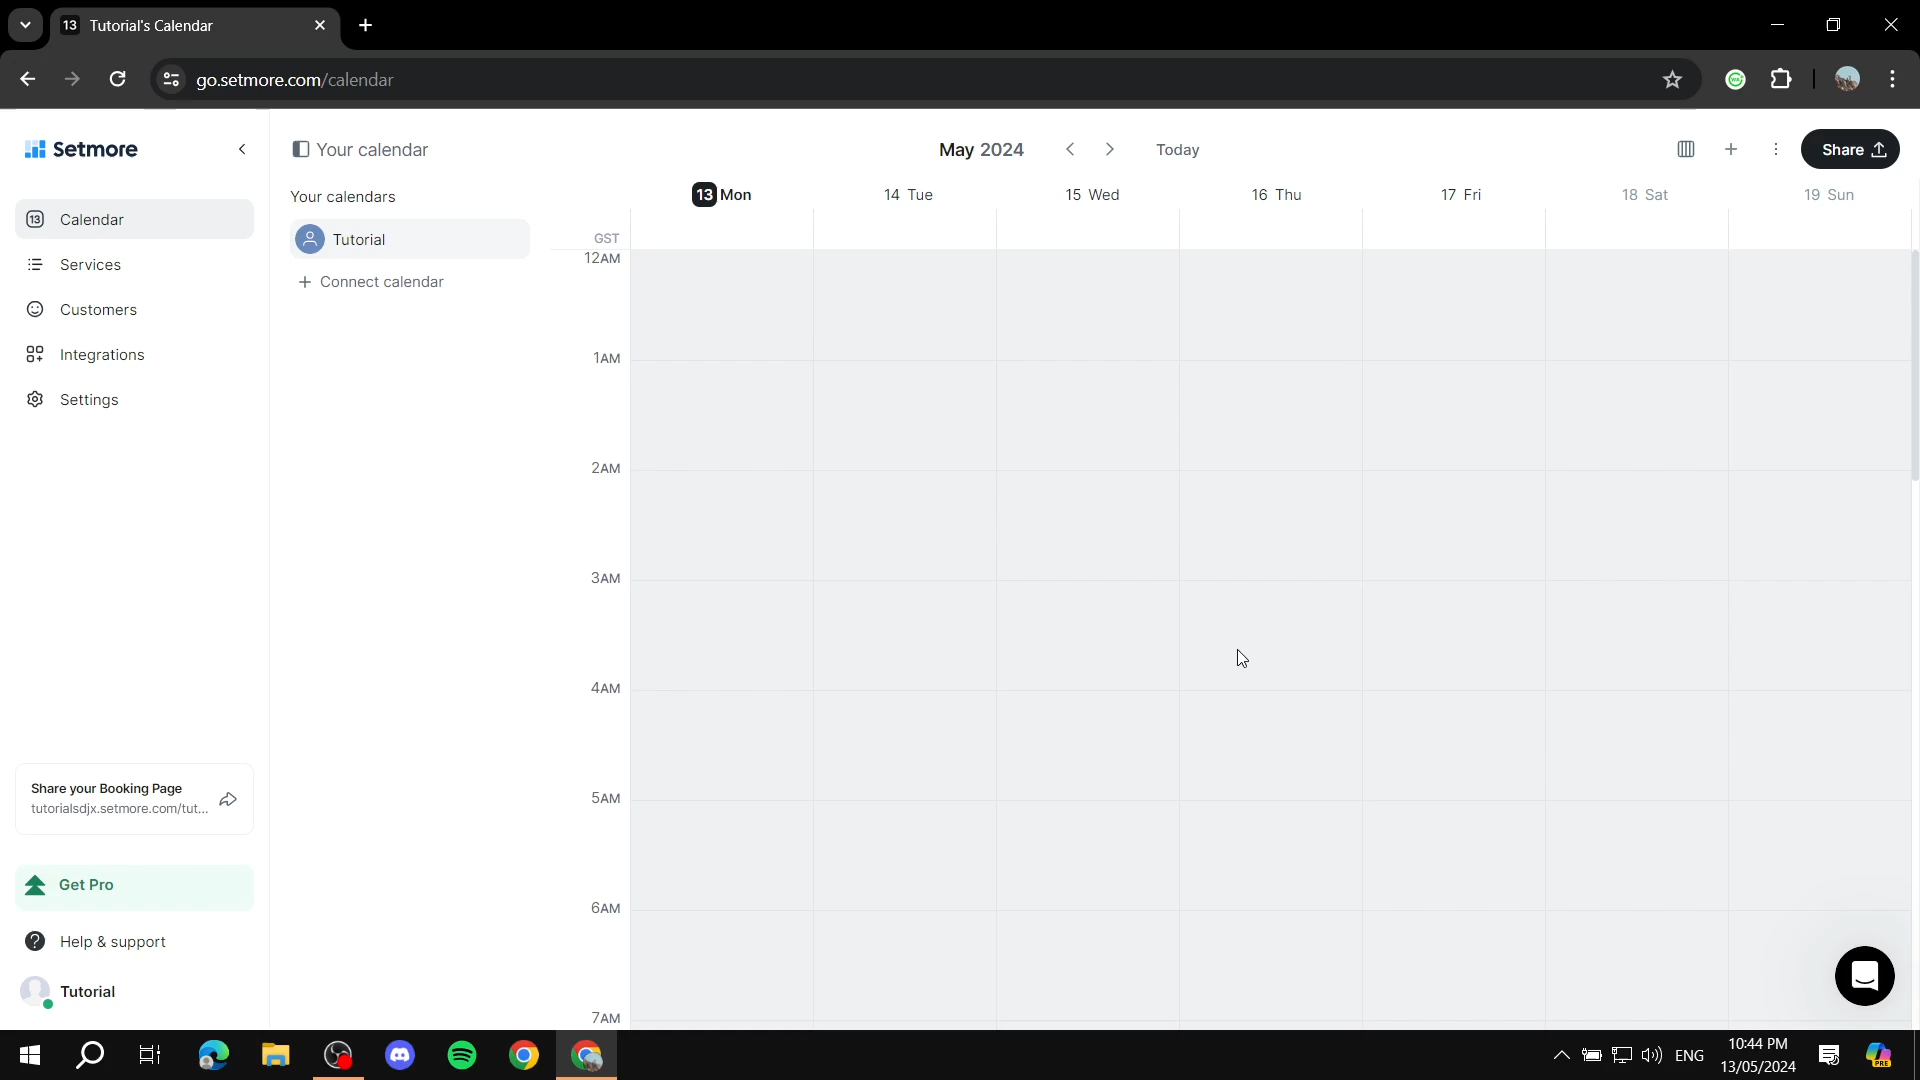 13 Tutorial's Calendar
go.setmore.com/calendar
Setmore
13 Calendar
Services
Customers
Integrations
Settings
Share your Booking Page
tutorialsdjx.setmore.com/tut...
Get Pro
? Help & support
Tutorial
Your calendar
Your calendars
Tutorial
+ Connect calendar
May 2024
Today
+
Share
13 Mon 14 Tue 15 Wed 16 Thu 17 Fri 18 Sat 19 Sun
GST
12AM
1AM
2AM
3AM
4AM
5AM
6AM
7AM
ENG
10:44 PM
13/05/2024
PRE